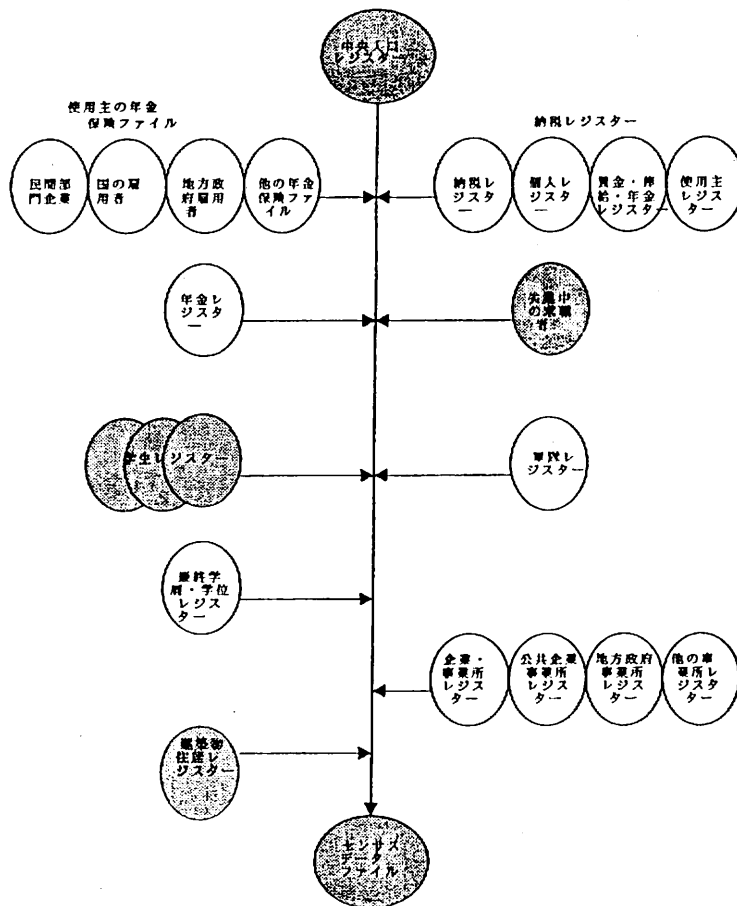 中央人口
レジスター
使用主の年金
保険ファイル
納税レジスター
民間部
門企業
国の雇
用者
地方政
府雇用
者
他の年金
保険ファ
イル
納税レ
ジスタ
ー
個人レ
ジスタ
ー
賃金・俸
給・年金
レジスター
使用主
レジス
ター
年金レ
ジスタ
ー
失業中
の求職
者
学生レジスター
軍隊レ
ジスター
最終学
歴・学位
レジス
ター
企業・
事業所
レジス
ター
公共企業
事業所
レジス
ター
地方政府
事業所
レジス
ター
他の事
業所レ
ジスタ
ー
建築物
住居レ
ジスター
センサス
データ
ファイル